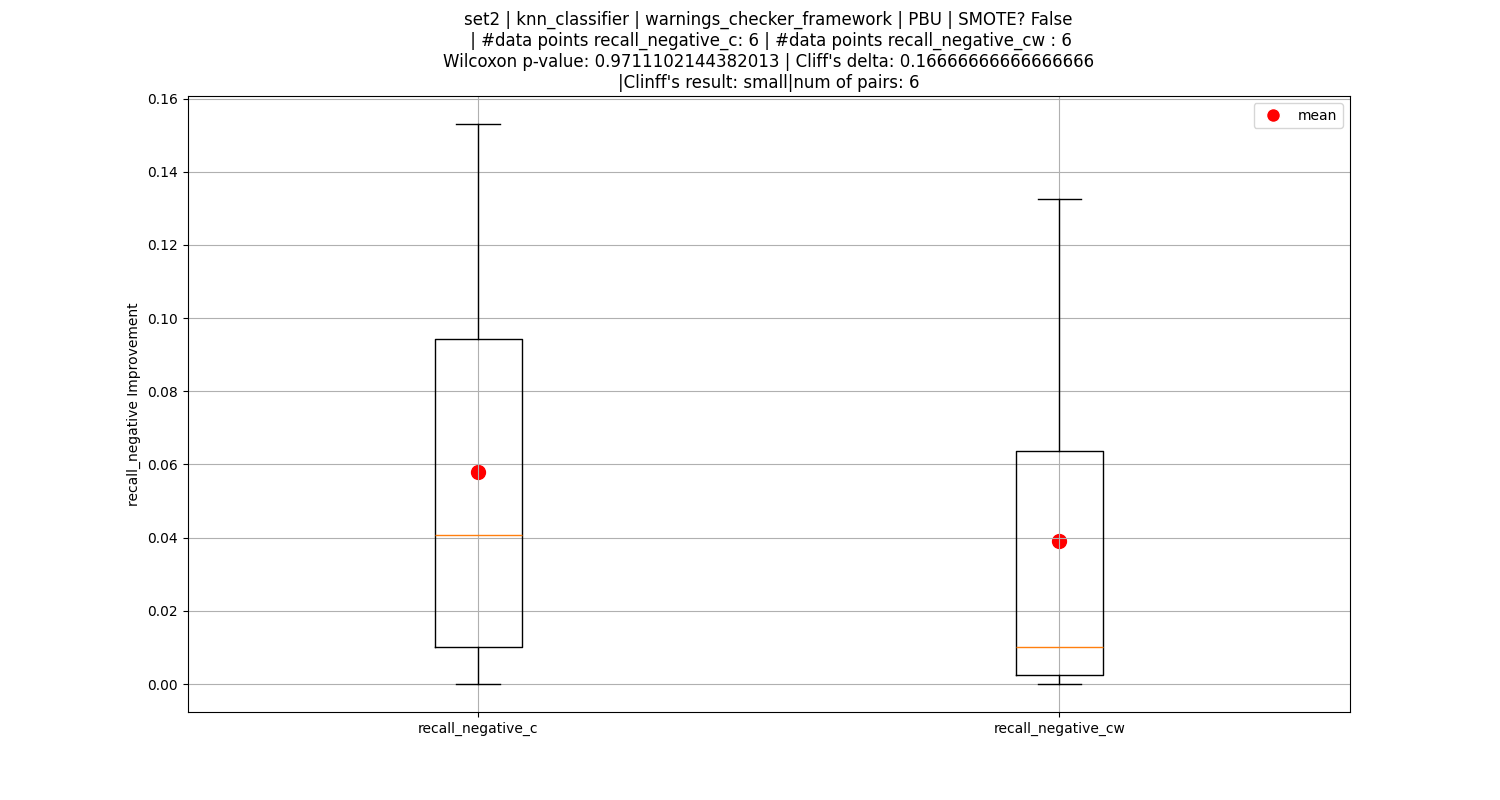 set2 | knn_classifier | warnings_checker_framework | PBU | SMOTE? False
| #data points recall_negative_c: 6 | #data points recall_negative_cw : 6
Wilcoxon p-value: 0.9711102144382013 | Cliff's delta: 0.16666666666666666
|Clinff's result: small|num of pairs: 6
mean
0.16
0.14
0.12
0.10
0.08
0.06
0.04
0.02
0.00
recall_negative Improvement
recall_negative_c
recall_negative_cw